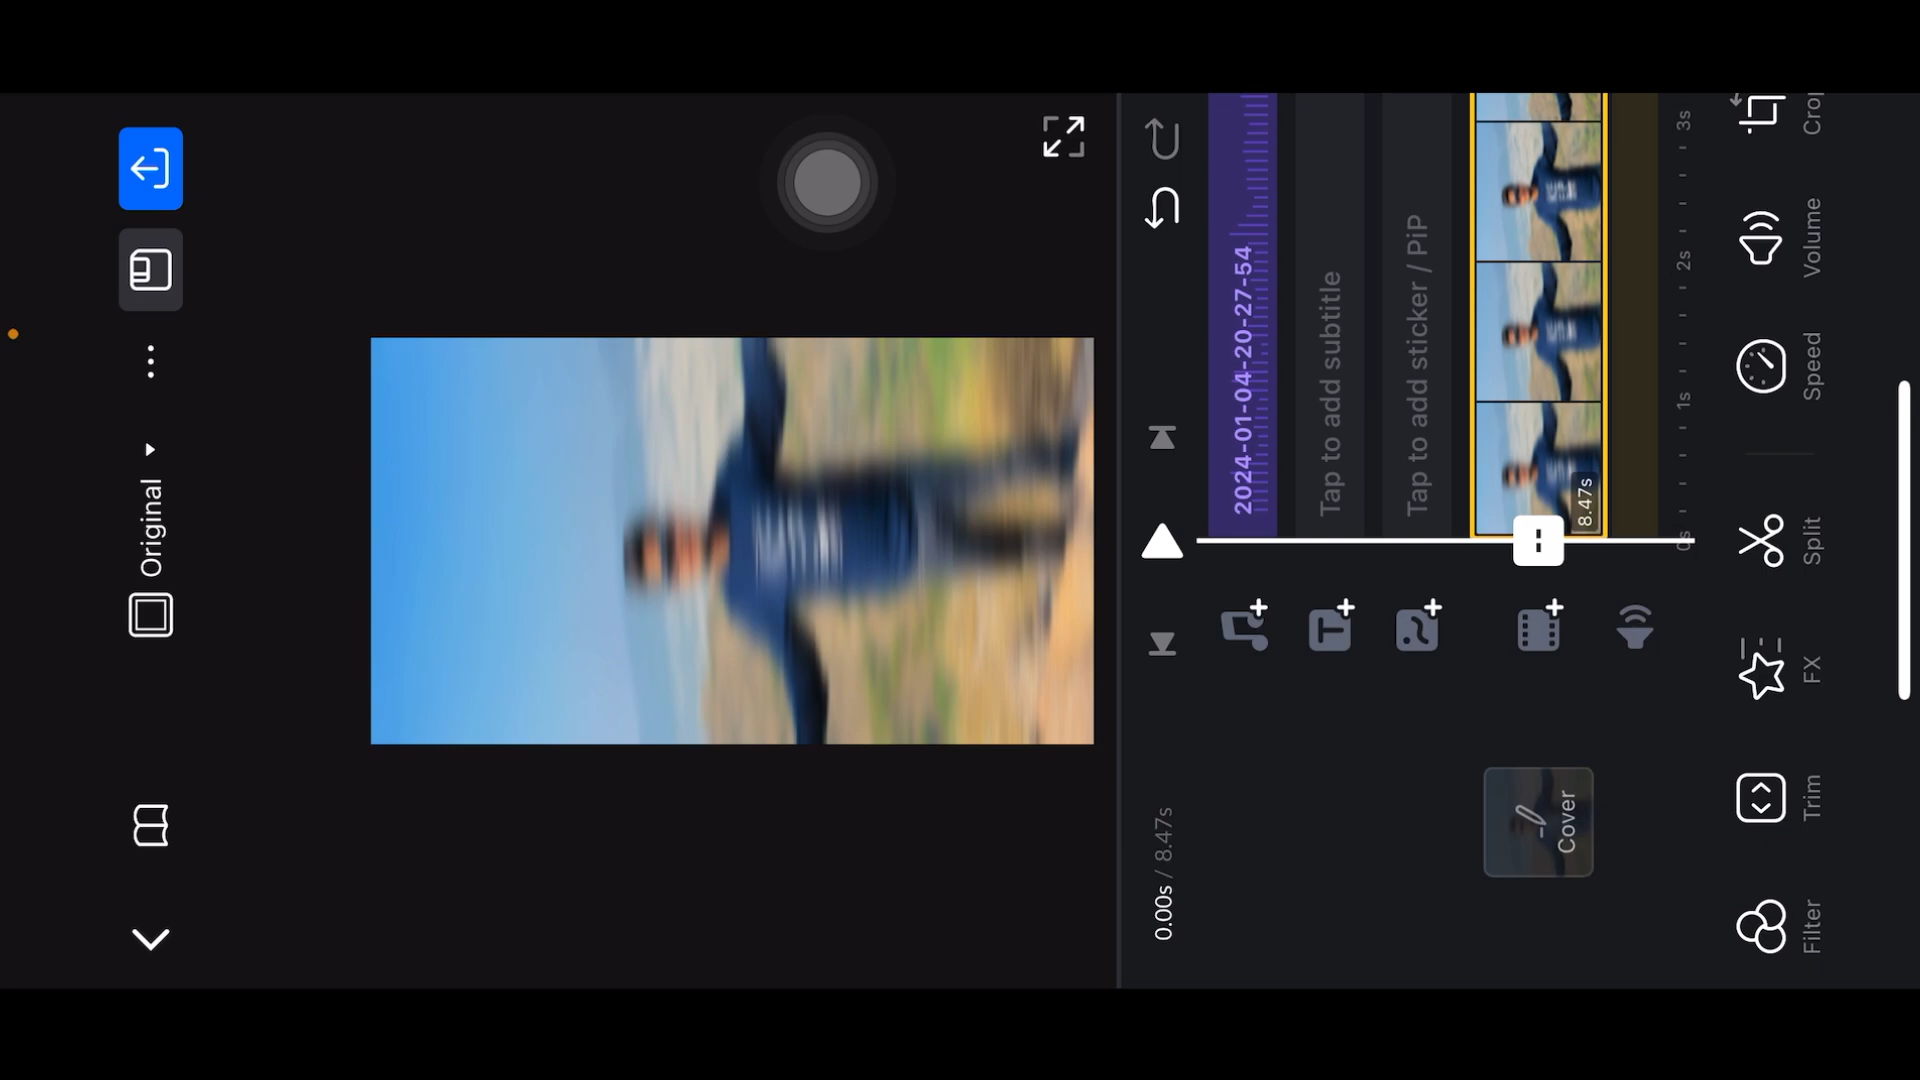 Original
0.00s / 8.47s
2024-01-04-20-27-54
Tap to add subtitle
Tap to add sticker / PiP
Cover
8.47s
0s
1s
2s
3s
Filter
Trim
FX
Split
Speed
Volume